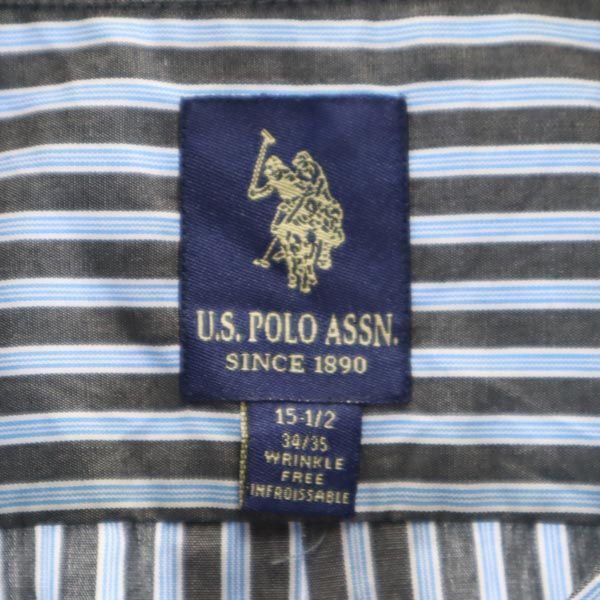 U.S. POLO ASSN.
SINCE 1890
15-1/2
34/35
WRINKLE
FREE
INFROISSABLE